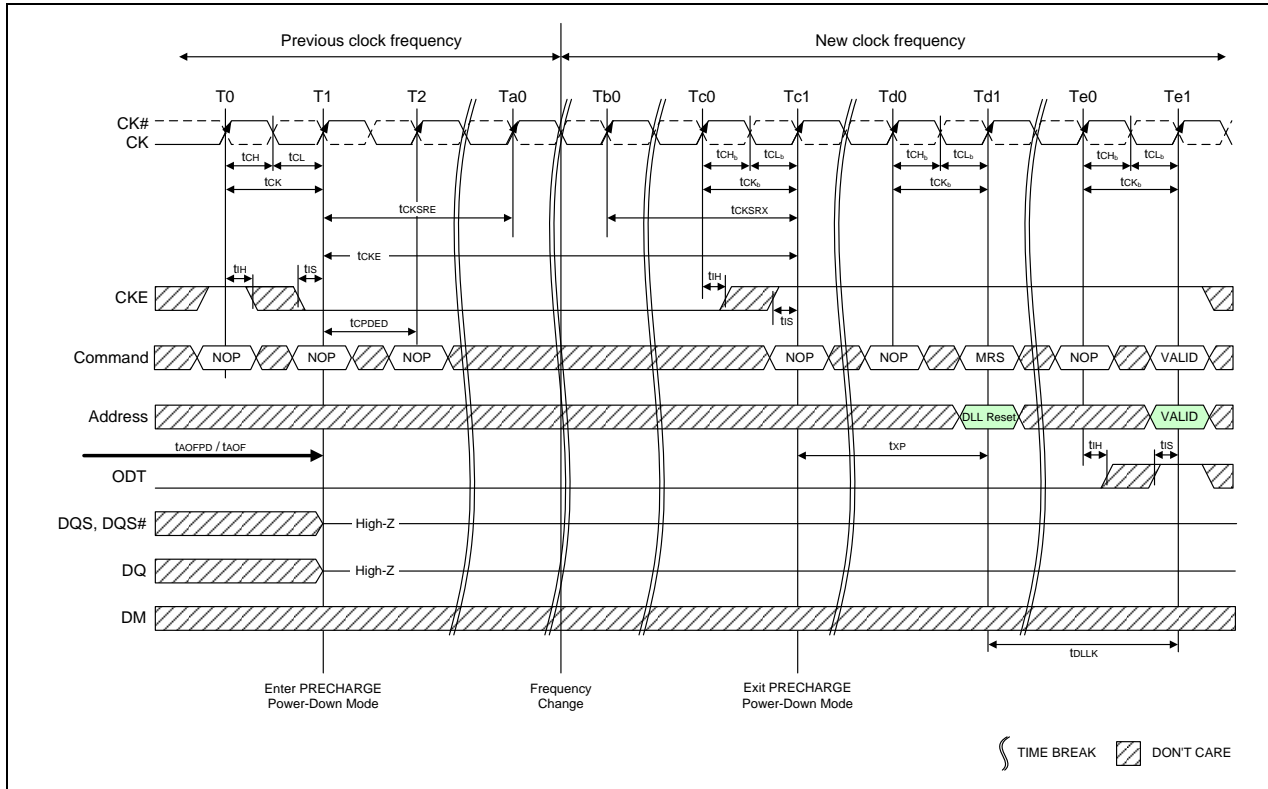 Previous clock frequency New clock frequency
T0 T1 T2 Ta0 Tb0 Tc0 Tc1 Td0 Td1 Te0 Te1
CK#
CK
tCH tCL tCHb tCLb tCHb tCLb tCHb tCLb
tCK tCKb tCKb tCKb
tCKSRE tCKSRX
tCKE
tIH tIS tIH
CKE
tIS
tCPDED
Command NOP NOP NOP NOP NOP MRS NOP VALID
Address DLL Reset VALID
tAOFPD / tAOF tXP tIH tIS
ODT
DQS, DQS# High-Z
DQ High-Z
DM
tDLLK
Enter PRECHARGE
Power-Down Mode
Frequency
Change
Exit PRECHARGE
Power-Down Mode
TIME BREAK DON'T CARE